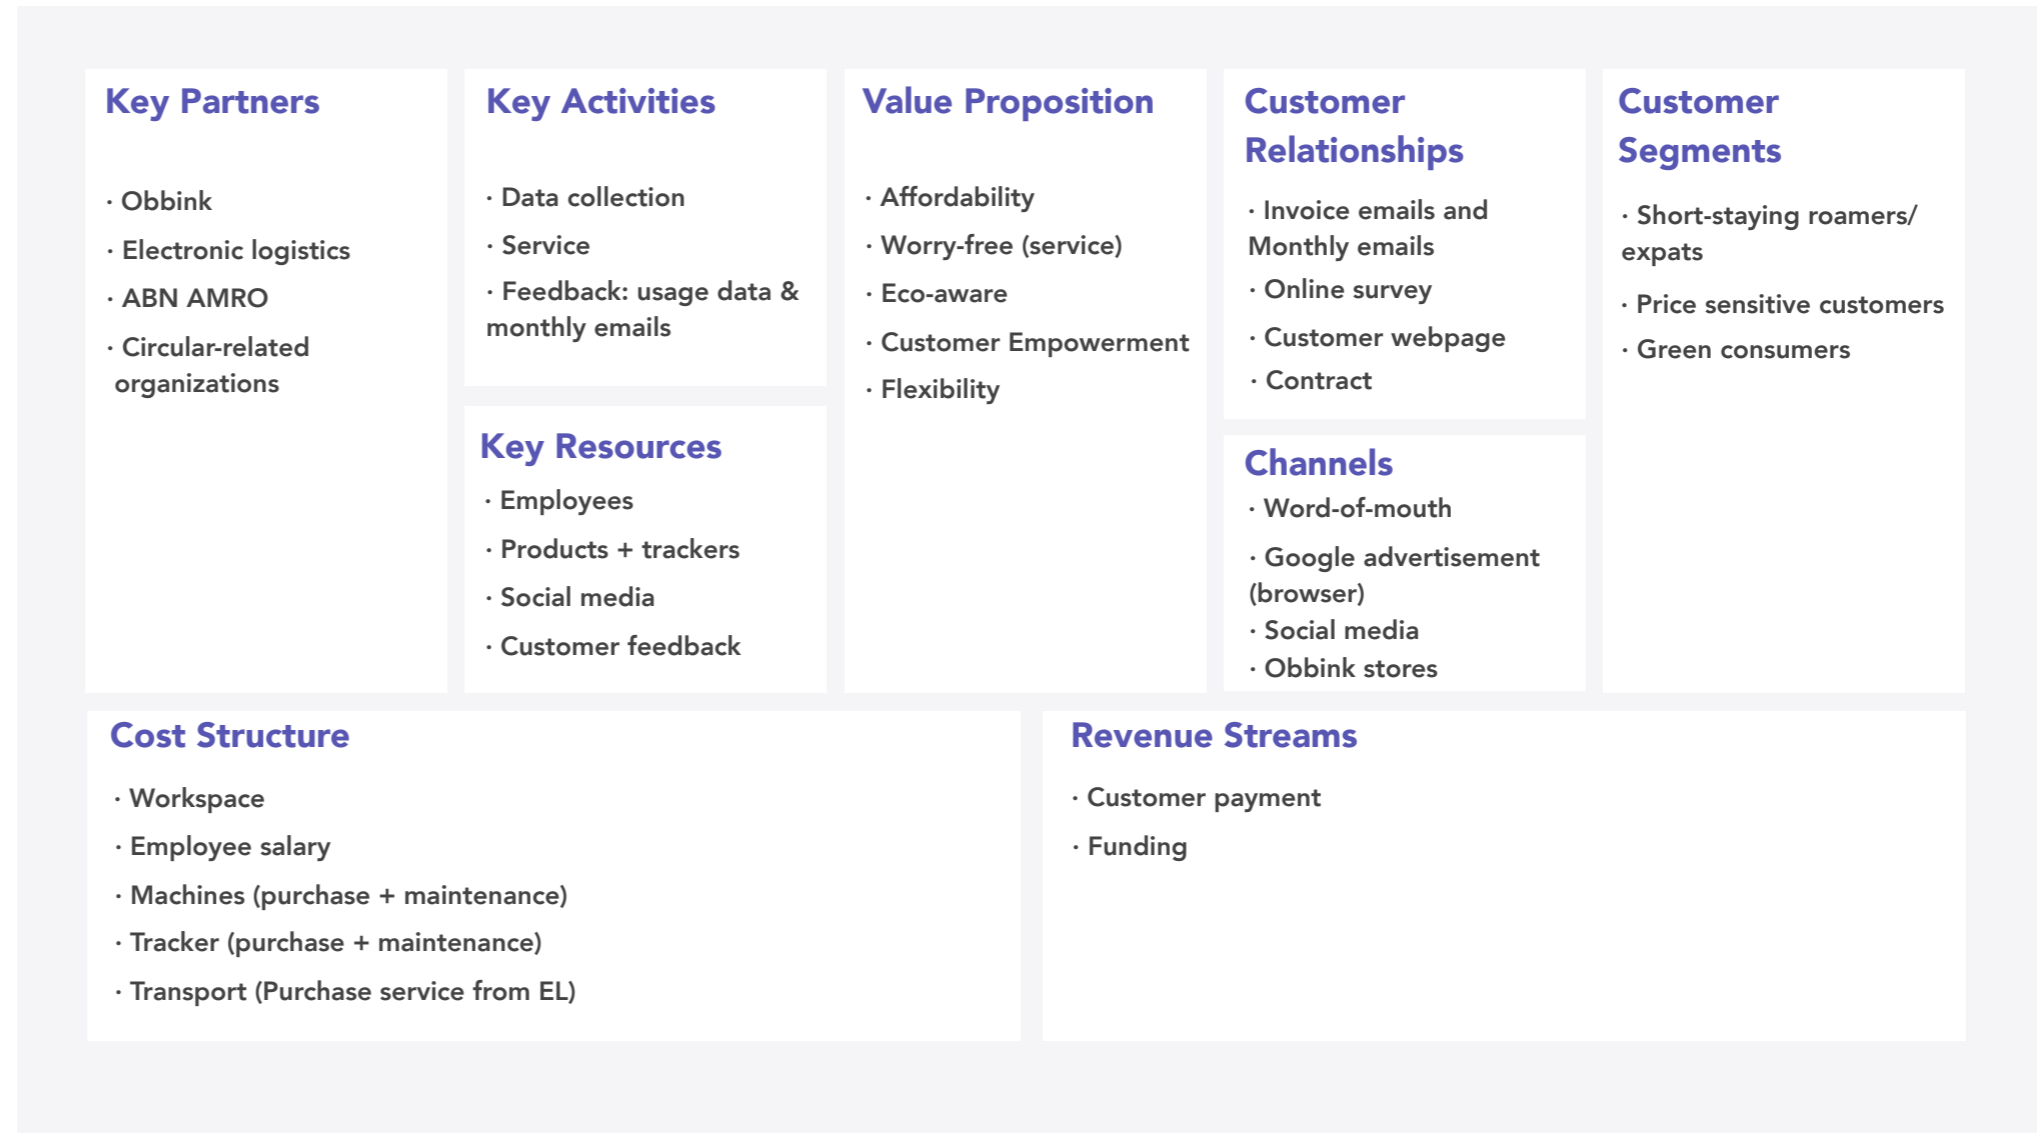 Key Partners
· Obbink
· Electronic logistics
· ABN AMRO
· Circular-related
organizations
Key Activities
· Data collection
· Service
· Feedback: usage data &
monthly emails
Key Resources
· Employees
· Products + trackers
· Social media
· Customer feedback
Value Proposition
· Affordability
· Worry-free (service)
· Eco-aware
· Customer Empowerment
· Flexibility
Customer
Relationships
· Invoice emails and
Monthly emails
· Online survey
· Customer webpage
· Contract
Channels
· Word-of-mouth
· Google advertisement
(browser)
· Social media
· Obbink stores
Customer
Segments
· Short-staying roamers/
expats
· Price sensitive customers
· Green consumers
Cost Structure
· Workspace
· Employee salary
· Machines (purchase + maintenance)
· Tracker (purchase + maintenance)
· Transport (Purchase service from EL)
Revenue Streams
· Customer payment
· Funding